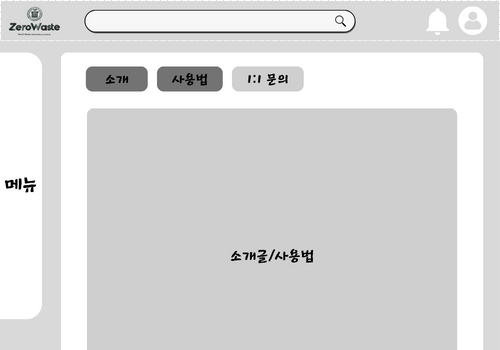 ZeroWaste
소개
사용법
1:1 문의
메뉴
소개글/사용법